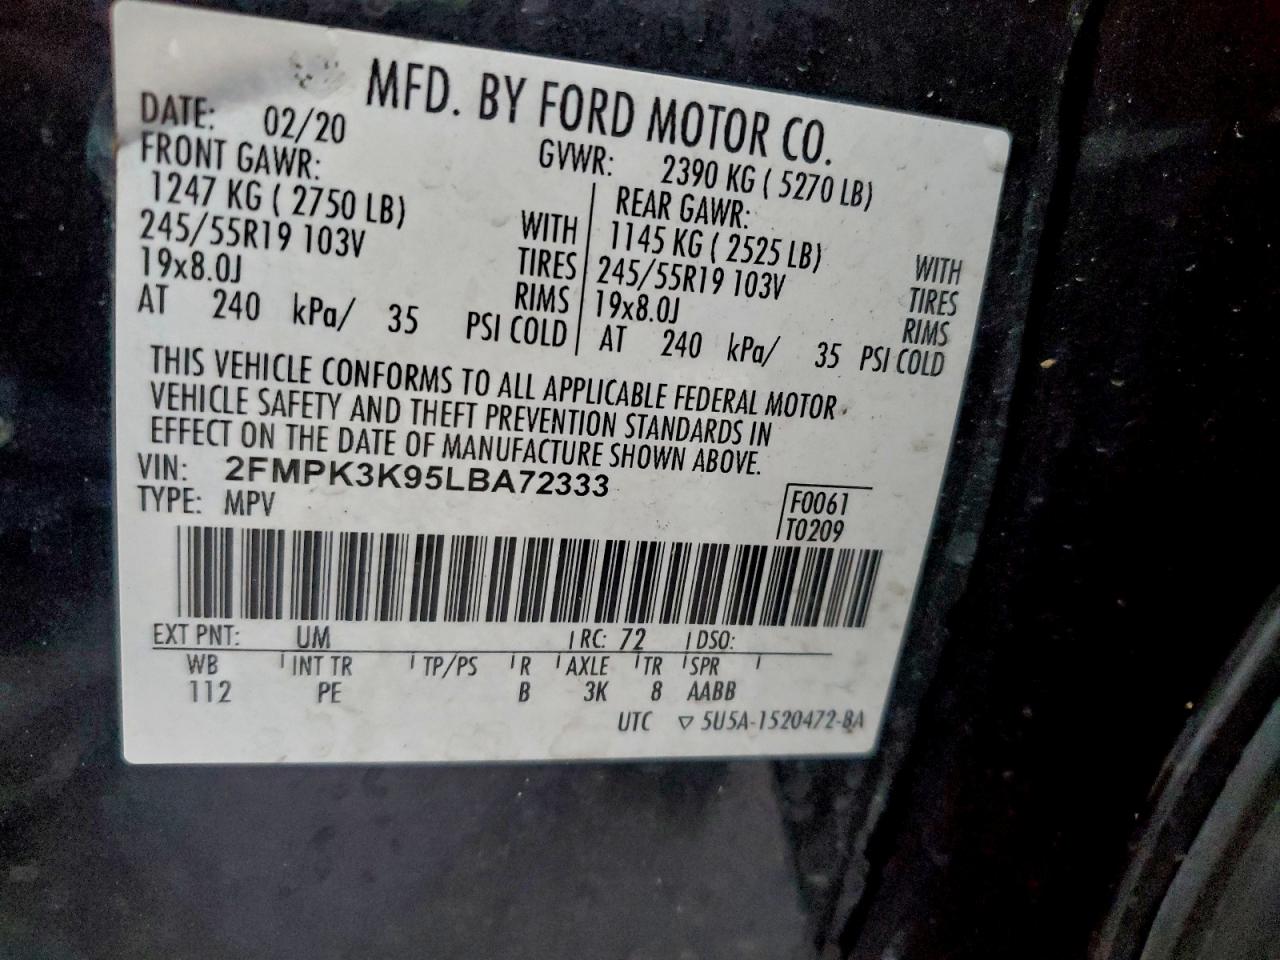 MFD. BY FORD MOTOR CO.
DATE: 02/20 GVWR: 2390 KG ( 5270 LB)
FRONT GAWR: REAR GAWR:
1247 KG ( 2750 LB) WITH 1145 KG ( 2525 LB) WITH
245/55R19 103V TIRES 245/55R19 103V TIRES
19x8.0J RIMS 19x8.0J RIMS
AT 240 kPa/ 35 PSI COLD AT 240 kPa/ 35 PSI COLD
THIS VEHICLE CONFORMS TO ALL APPLICABLE FEDERAL MOTOR
VEHICLE SAFETY AND THEFT PREVENTION STANDARDS IN
EFFECT ON THE DATE OF MANUFACTURE SHOWN ABOVE.
VIN: 2FMPK3K95LBA72333
TYPE: MPV
F0061
T0209
EXT PNT: UM RC: 72 DSO:
WB INT TR TP/PS R AXLE TR SPR
112 PE B 3K 8 AABB
UTC ▽ 5U5A-1520472-BA